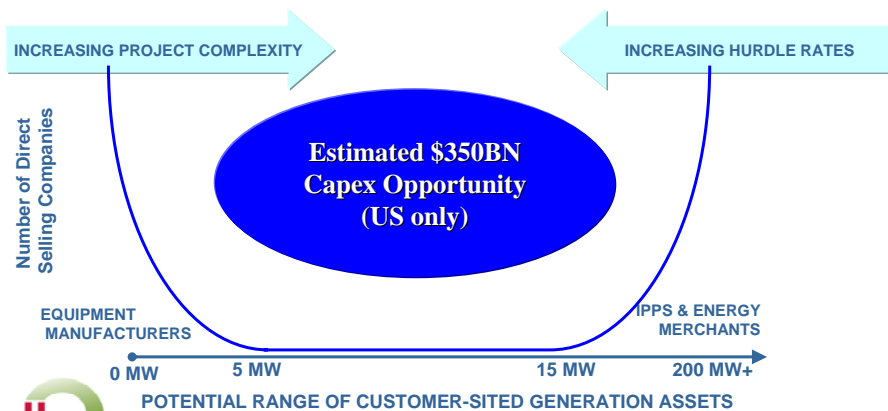 INCREASING PROJECT COMPLEXITY
INCREASING HURDLE RATES
Number of Direct
Selling Companies
Estimated $350BN
Capex Opportunity
(US only)
EQUIPMENT
MANUFACTURERS
IPPS & ENERGY
MERCHANTS
0 MW
5 MW
15 MW
200 MW+
POTENTIAL RANGE OF CUSTOMER-SITED GENERATION ASSETS